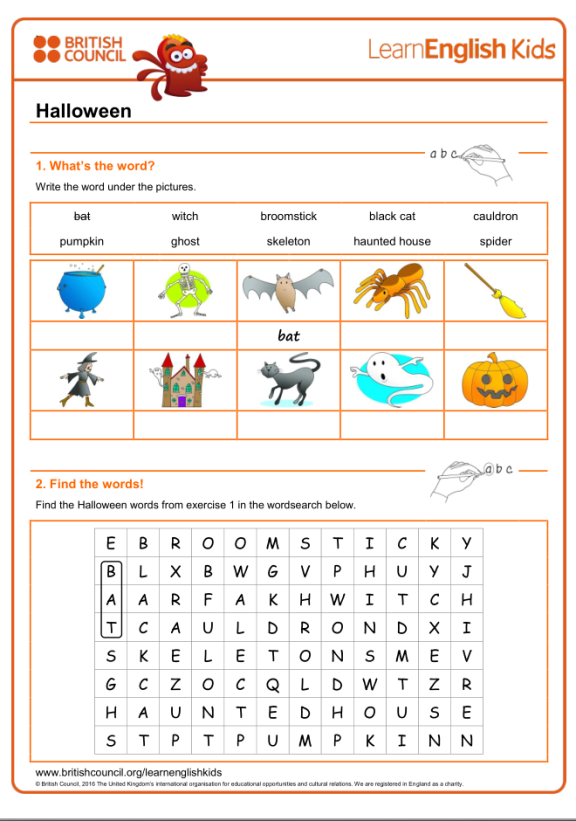 BRITISH
COUNCIL
LearnEnglish Kids
Halloween
a b c
1. What's the word?
Write the word under the pictures.
bat witch broomstick black cat cauldron
pumpkin ghost skeleton haunted house spider
bat
a b c
2. Find the words!
Find the Halloween words from exercise 1 in the wordsearch below.
E B R O O M S T I C K Y
B L X B W G V P H U Y J
A A R F A K H W I T C H
T C A U L D R O N D X I
S K E L E T O N S M E V
G C Z O C Q L D W T Z R
H A U N T E D H O U S E
S T P T P U M P K I N N
www.britishcouncil.org/learnenglishkids
© British Council, 2016 The United Kingdom's international organisation for educational opportunities and cultural relations. We are registered in England as a charity.